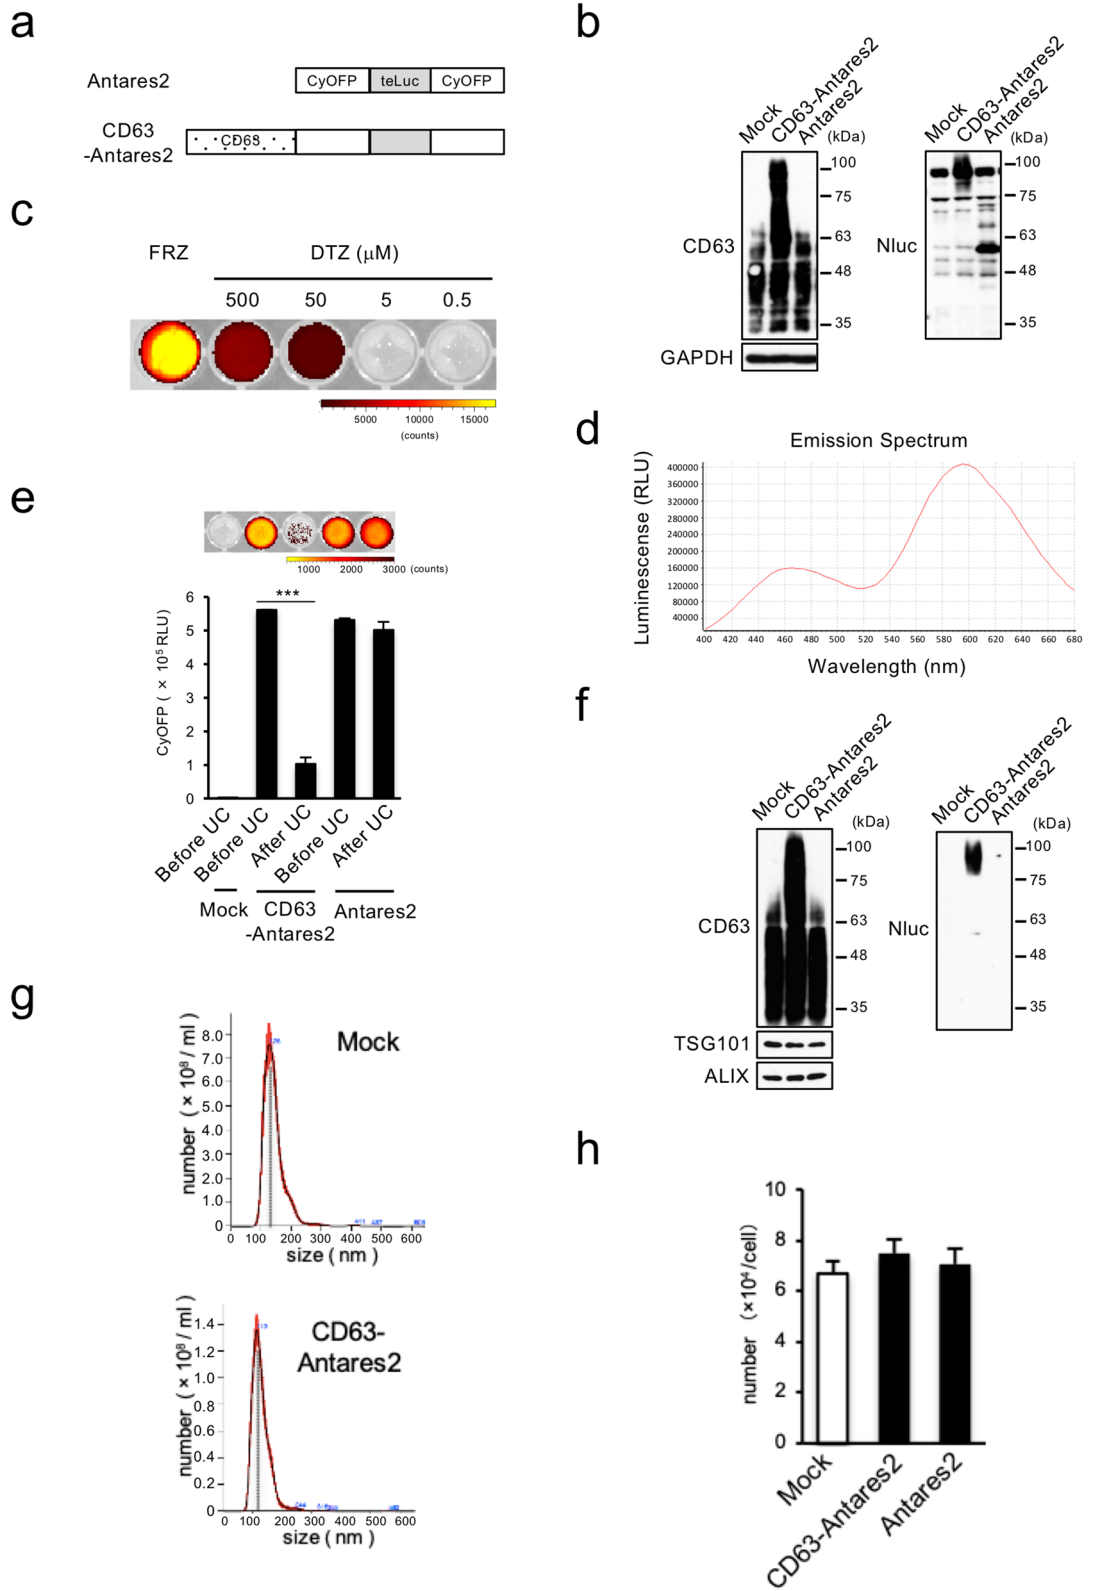 a
Antares2
CyOFP teLuc CyOFP
CD63
-Antares2
CD63
b
Mock
CD63-Antares2
Antares2
(kDa)
100
75
63
48
35
CD63
GAPDH
Mock
CD63-Antares2
Antares2
(kDa)
100
75
63
48
35
Nluc
c
FRZ DTZ (μM)
500 50 5 0.5
5000 10000 15000
(counts)
d
Emission Spectrum
Luminescense (RLU)
400000
360000
320000
280000
240000
200000
160000
120000
80000
40000
400 420 440 460 480 500 520 540 560 580 600 620 640 660 680
Wavelength (nm)
e
1000 2000 3000 (counts)
CyOFP ( × 10⁵ RLU)
6
5
4
3
2
1
0
Before UC
Before UC
After UC
Before UC
After UC
Mock
CD63
-Antares2
Antares2
f
Mock
CD63-Antares2
Antares2
(kDa)
100
75
63
48
35
CD63
TSG101
ALIX
Mock
CD63-Antares2
Antares2
(kDa)
100
75
63
48
35
Nluc
g
Mock
number ( × 10⁸ / ml )
8.0
7.0
6.0
5.0
4.0
3.0
2.0
1.0
0
0 100 200 300 400 500 600
size ( nm )
CD63-
Antares2
number ( × 10⁸ / ml )
1.4
1.2
1.0
0.8
0.6
0.4
0.2
0
0 100 200 300 400 500 600
size ( nm )
h
number (×10⁴/cell)
10
8
6
4
2
0
Mock
CD63-Antares2
Antares2